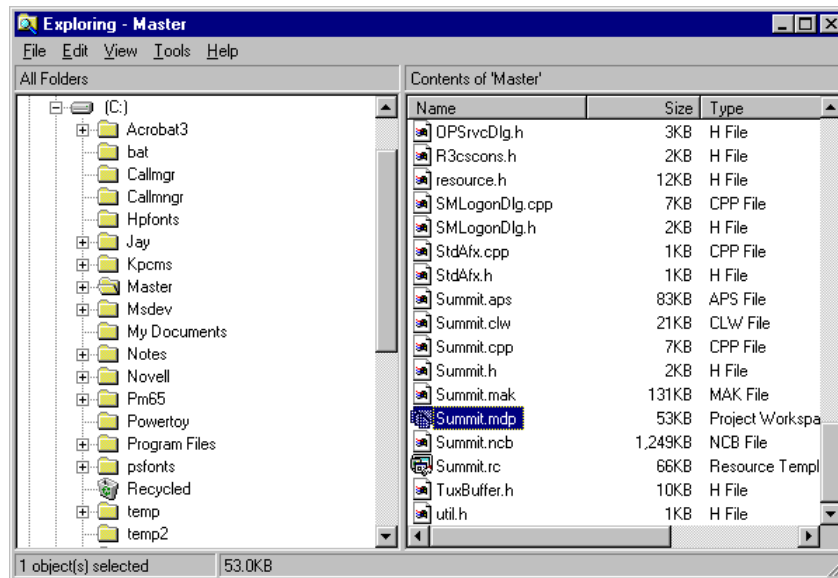 Exploring - Master
File Edit View Tools Help
All Folders
Contents of 'Master'
(C:)
Acrobat3
bat
Callmgr
Callmngr
Hpfonts
Jay
Kpcms
Master
Msdev
My Documents
Notes
Novell
Pm65
Powertoy
Program Files
psfonts
Recycled
temp
temp2
Name Size Type
OPSrvcDlg.h 3KB H File
R3cscons.h 2KB H File
resource.h 12KB H File
SMLogonDlg.cpp 7KB CPP File
SMLogonDlg.h 2KB H File
StdAfx.cpp 1KB CPP File
StdAfx.h 1KB H File
Summit.aps 83KB APS File
Summit.clw 21KB CLW File
Summit.cpp 7KB CPP File
Summit.h 2KB H File
Summit.mak 131KB MAK File
Summit.mdp 53KB Project Workspa
Summit.ncb 1,249KB NCB File
Summit.rc 66KB Resource Templ
TuxBuffer.h 10KB H File
util.h 1KB H File
1 object(s) selected 53.0KB